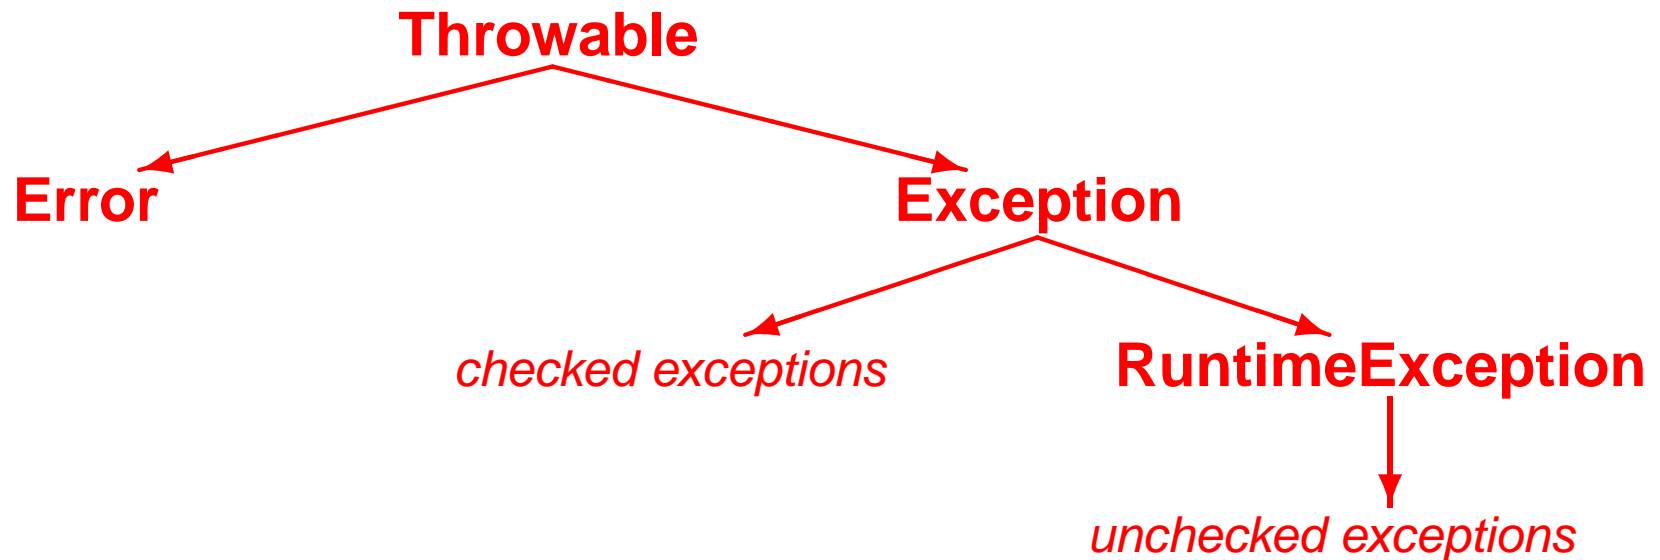 Throwable
Error
Exception
checked exceptions
RuntimeException
unchecked exceptions